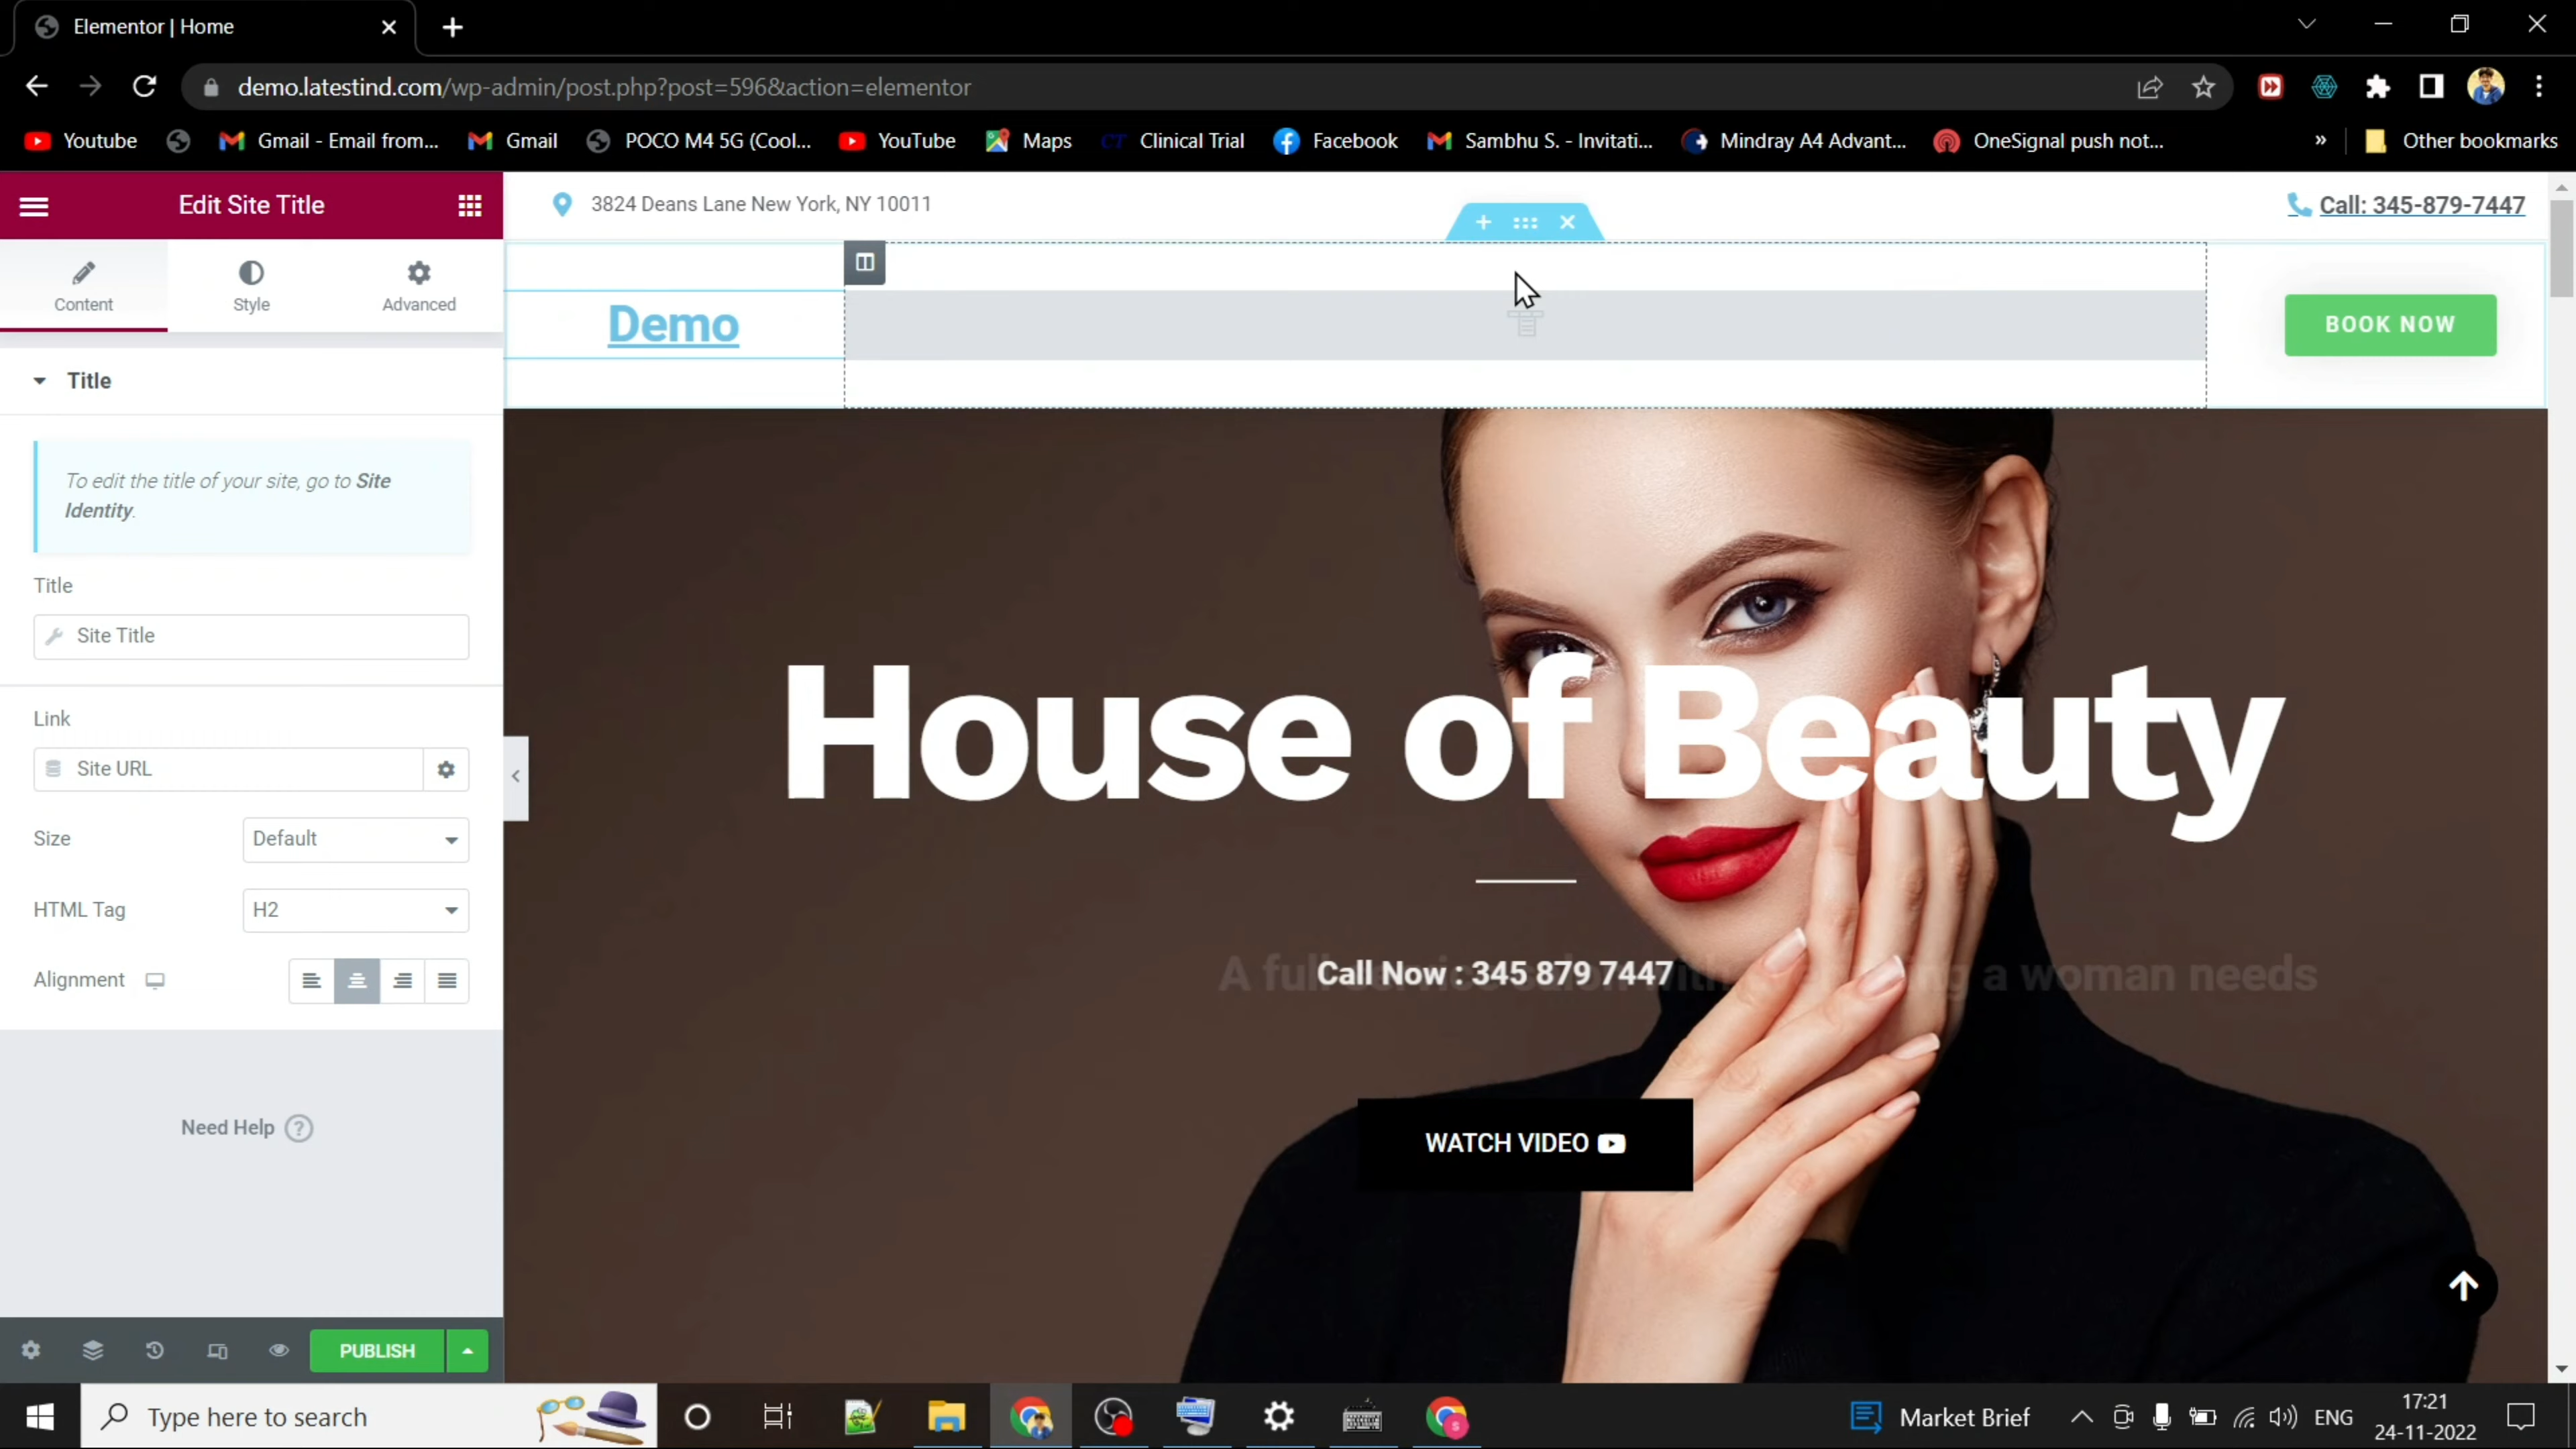 Elementor | Home
demo.latestind.com/wp-admin/post.php?post=596&action=elementor
Youtube
Gmail - Email from...
Gmail
POCO M4 5G (Cool...
YouTube
Maps
CT Clinical Trial
Facebook
Sambhu S. - Invitati...
Mindray A4 Advant...
OneSignal push not...
»
Other bookmarks
Edit Site Title
3824 Deans Lane New York, NY 10011
Call: 345-879-7447
Content
Style
Advanced
Demo
BOOK NOW
Title
To edit the title of your site, go to Site
Identity.
Title
Site Title
Link
Site URL
Size
Default
HTML Tag
H2
Alignment
House of Beauty
Call Now : 345 879 7447
A full a woman needs
WATCH VIDEO
Need Help ?
PUBLISH
Type here to search
Market Brief
ENG
17:21
24-11-2022